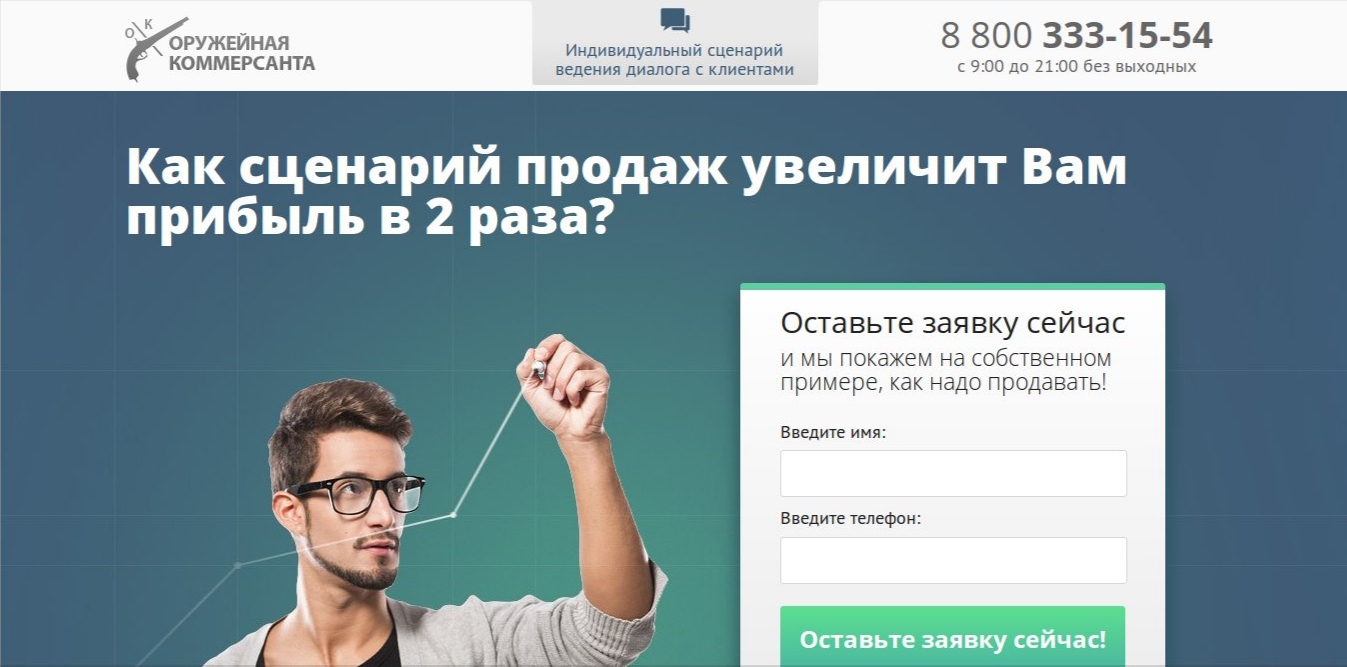 О К
ОРУЖЕЙНАЯ
КОММЕРСАНТА
Индивидуальный сценарий
ведения диалога с клиентами
8 800 333-15-54
с 9:00 до 21:00 без выходных
Как сценарий продаж увеличит Вам
прибыль в 2 раза?
Оставьте заявку сейчас
и мы покажем на собственном
примере, как надо продавать!
Введите имя:
Введите телефон:
Оставьте заявку сейчас!